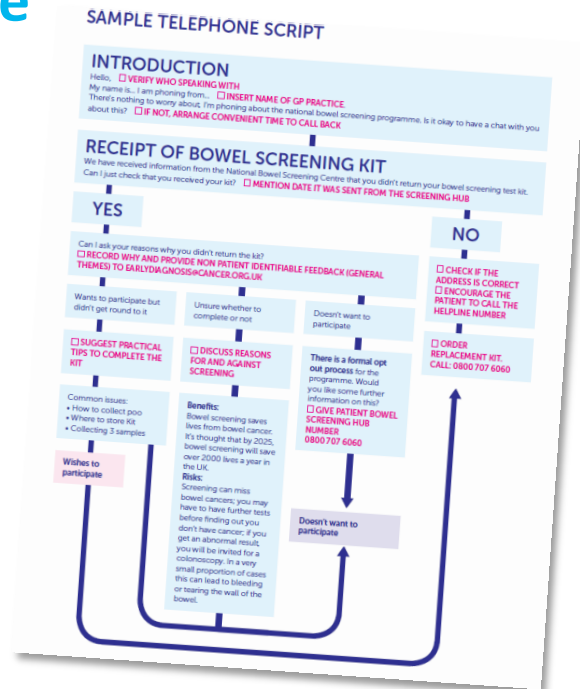 e
SAMPLE TELEPHONE SCRIPT
INTRODUCTION
Hello, ☐ VERIFY WHO SPEAKING WITH
My name is... I am phoning from... ☐ INSERT NAME OF GP PRACTICE.
There's nothing to worry about, I'm phoning about the national bowel screening programme. Is it okay to have a chat with you
about this? ☐ IF NOT, ARRANGE CONVENIENT TIME TO CALL BACK
RECEIPT OF BOWEL SCREENING KIT
We have received information from the National Bowel Screening Centre that you didn't return your bowel screening test kit.
Can I just check that you received your kit? ☐ MENTION DATE IT WAS SENT FROM THE SCREENING HUB
YES
Can I ask your reasons why you didn't return the kit?
☐ RECORD WHY AND PROVIDE NON PATIENT IDENTIFIABLE FEEDBACK (GENERAL
THEMES) TO EARLYDIAGNOSIS@CANCER.ORG.UK
Wants to participate but
didn't get round to it
☐ SUGGEST PRACTICAL
TIPS TO COMPLETE THE
KIT
Common issues:
• How to collect poo
• Where to store Kit
• Collecting 3 samples
Wishes to
participate
Unsure whether to
complete or not
☐ DISCUSS REASONS
FOR AND AGAINST
SCREENING
Benefits:
Bowel screening saves
lives from bowel cancer.
It's thought that by 2025,
bowel screening will save
over 2000 lives a year in
the UK.
Risks:
Screening can miss
bowel cancers; you may
have to have further tests
before finding out you
don't have cancer; if you
get an abnormal result,
you will be invited for a
colonoscopy. In a very
small proportion of cases
this can lead to bleeding
or tearing the wall of the
bowel.
Doesn't want to
participate
There is a formal opt
out process for the
programme. Would
you like some further
information on this?
☐ GIVE PATIENT BOWEL
SCREENING HUB
NUMBER
0800 707 6060
Doesn't want to
participate
NO
☐ CHECK IF THE
ADDRESS IS CORRECT
☐ ENCOURAGE THE
PATIENT TO CALL THE
HELPLINE NUMBER
☐ ORDER
REPLACEMENT KIT.
CALL: 0800 707 6060